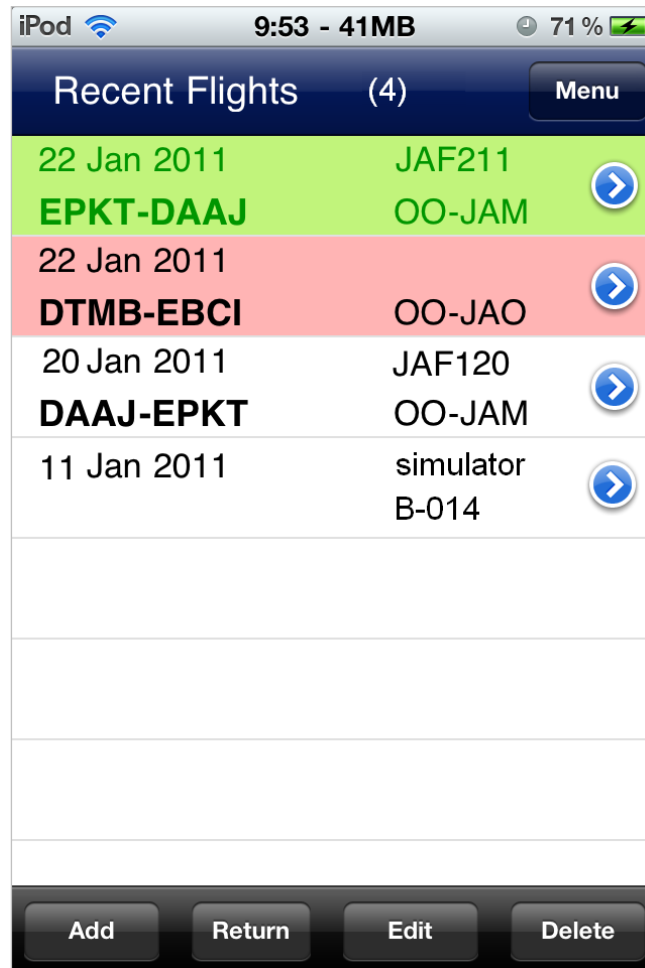 iPod 9:53 - 41MB 71%
Recent Flights (4) Menu
22 Jan 2011 JAF211
EPKT-DAAJ OO-JAM
22 Jan 2011
DTMB-EBCI OO-JAO
20 Jan 2011 JAF120
DAAJ-EPKT OO-JAM
11 Jan 2011 simulator
B-014
Add Return Edit Delete